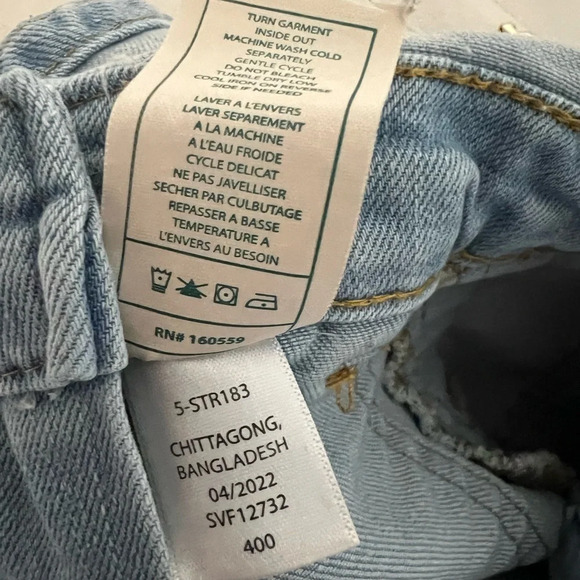 TURN GARMENT
INSIDE OUT
MACHINE WASH COLD
SEPARATELY
GENTLE CYCLE
DO NOT BLEACH
TUMBLE DRY LOW
COOL IRON ON REVERSE
SIDE IF NEEDED
LAVER A L'ENVERS
LAVER SEPAREMENT
A LA MACHINE
A L'EAU FROIDE
CYCLE DELICAT
NE PAS JAVELLISER
SECHER PAR CULBUTAGE
REPASSER A BASSE
TEMPERATURE A
L'ENVERS AU BESOIN
RN# 160559
5-STR183
CHITTAGONG,
BANGLADESH
04/2022
SVF12732
400